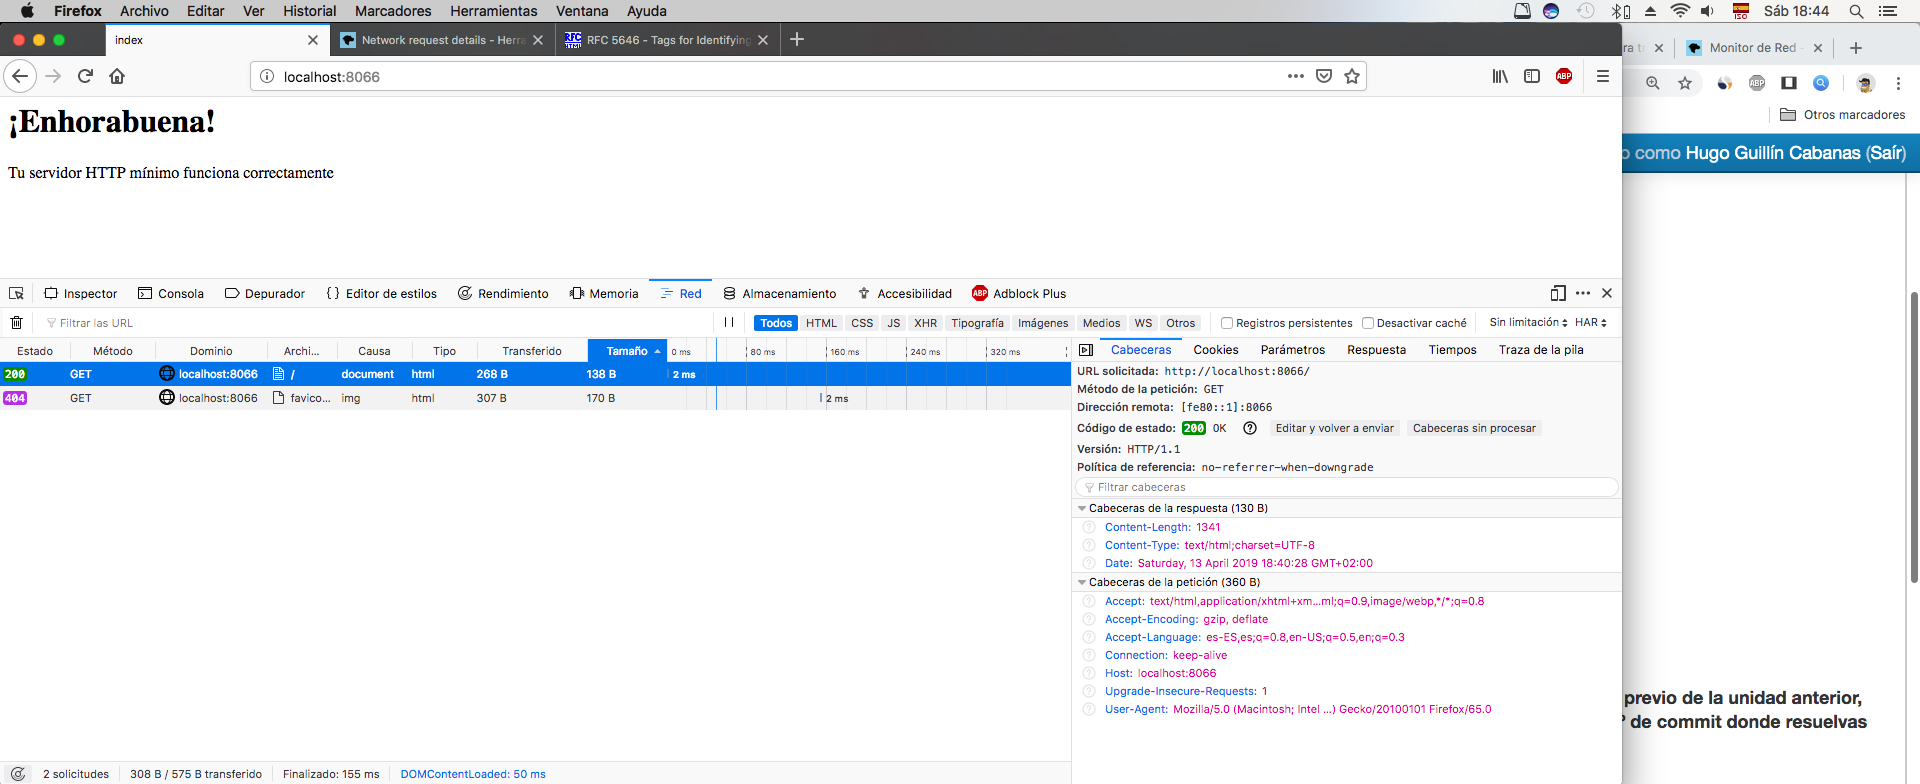 Firefox Archivo Editar Ver Historial Marcadores Herramientas Ventana Ayuda ISO Sáb 18:44
index Network request details - Herra RFC HTML RFC 5646 - Tags for Identifying
localhost:8066 ABP
¡Enhorabuena!
Tu servidor HTTP mínimo funciona correctamente
Inspector Consola Depurador Editor de estilos Rendimiento Memoria Red Almacenamiento Accesibilidad ABP Adblock Plus
Filtrar las URL Todos HTML CSS JS XHR Tipografía Imágenes Medios WS Otros Registros persistentes Desactivar caché Sin limitación HAR
Estado Método Dominio Archi... Causa Tipo Transferido Tamaño 0 ms 80 ms 160 ms 240 ms 320 ms
200 GET localhost:8066 / document html 268 B 138 B 2 ms
404 GET localhost:8066 favico... img html 307 B 170 B 2 ms
Cabeceras Cookies Parámetros Respuesta Tiempos Traza de la pila
URL solicitada: http://localhost:8066/
Método de la petición: GET
Dirección remota: [fe80::1]:8066
Código de estado: 200 OK Editar y volver a enviar Cabeceras sin procesar
Versión: HTTP/1.1
Política de referencia: no-referrer-when-downgrade
Filtrar cabeceras
Cabeceras de la respuesta (130 B)
Content-Length: 1341
Content-Type: text/html;charset=UTF-8
Date: Saturday, 13 April 2019 18:40:28 GMT+02:00
Cabeceras de la petición (360 B)
Accept: text/html,application/xhtml+xm...ml;q=0.9,image/webp,*/*;q=0.8
Accept-Encoding: gzip, deflate
Accept-Language: es-ES,es;q=0.8,en-US;q=0.5,en;q=0.3
Connection: keep-alive
Host: localhost:8066
Upgrade-Insecure-Requests: 1
User-Agent: Mozilla/5.0 (Macintosh; Intel ...) Gecko/20100101 Firefox/65.0
2 solicitudes 308 B / 575 B transferido Finalizado: 155 ms DOMContentLoaded: 50 ms
Monitor de Red -
ABP
Otros marcadores
como Hugo Guillín Cabanas (Saír)
previo de la unidad anterior,
de commit donde resuelvas